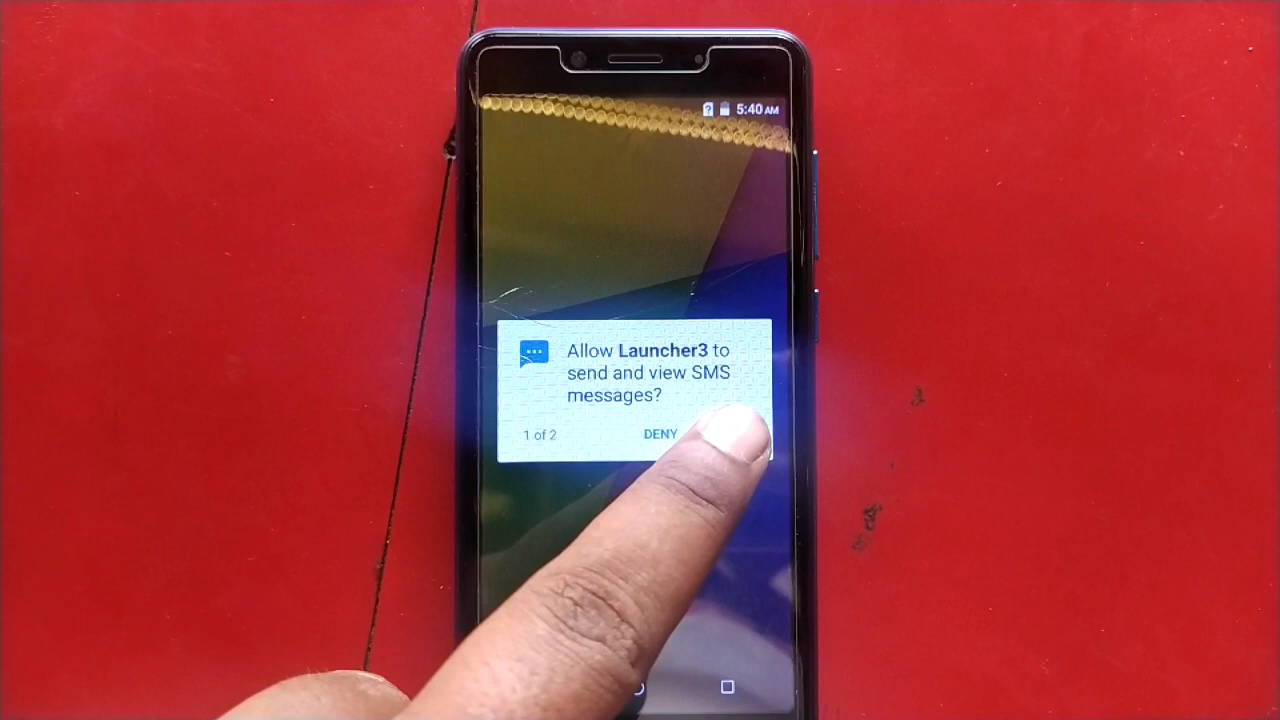 5:40 AM
Allow Launcher3 to
send and view SMS
messages?
1 of 2 DENY